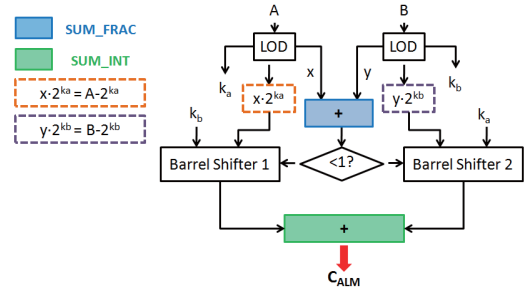 SUM_FRAC
SUM_INT
x·2^ka = A-2^ka
y·2^kb = B-2^kb
A
B
LOD
LOD
k_a
x
y
k_b
x·2^ka
y·2^kb
+
k_b
k_a
Barrel Shifter 1
<1?
Barrel Shifter 2
+
C_ALM